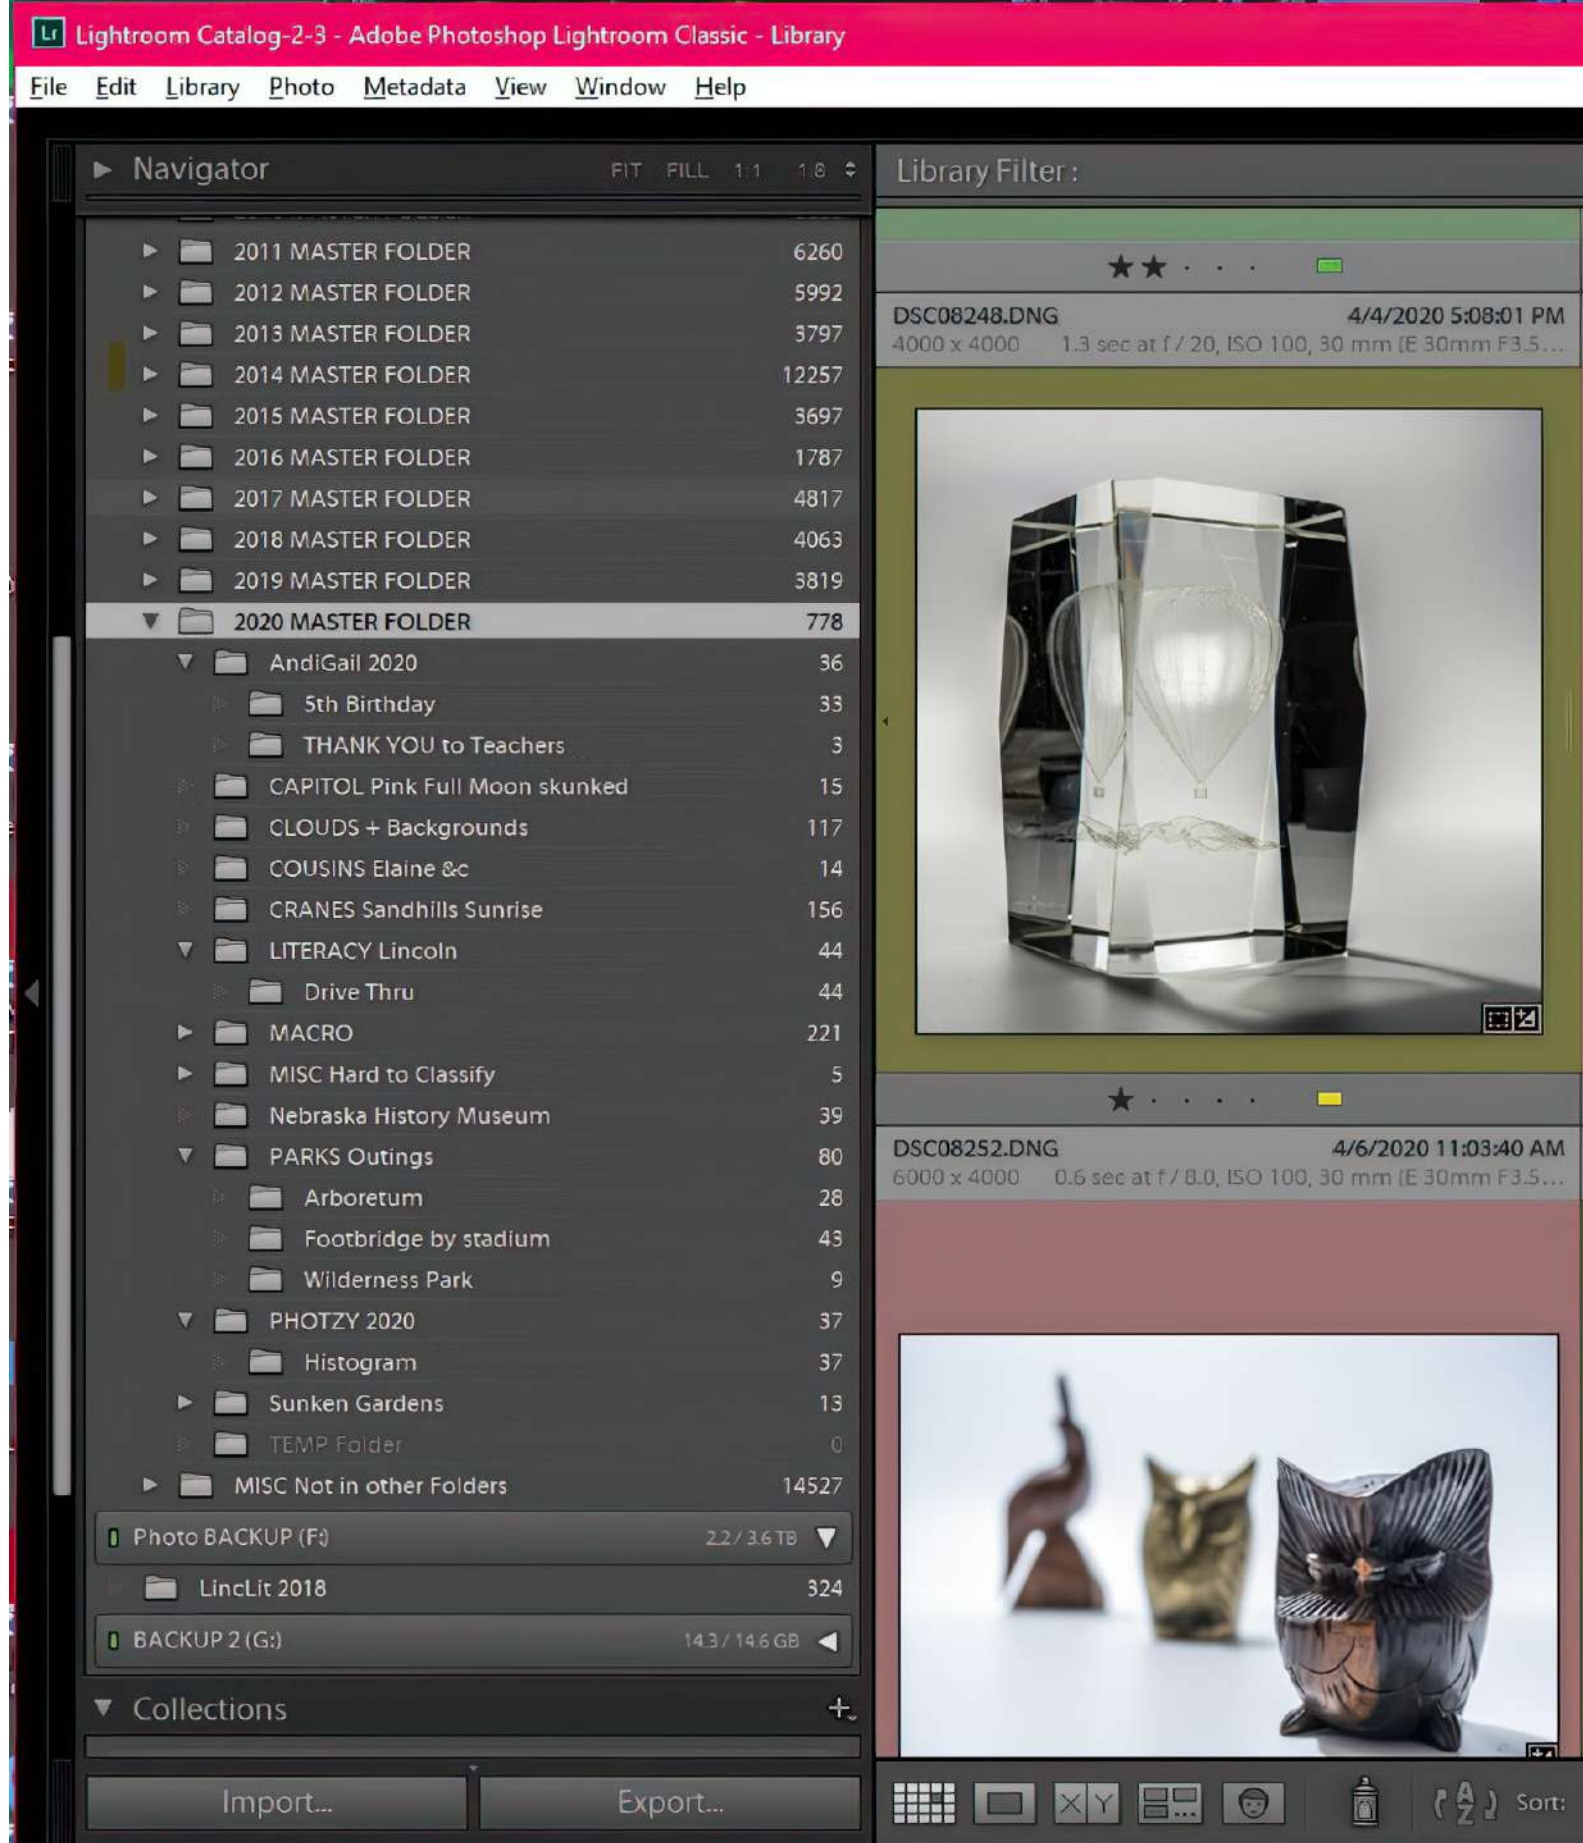 Lr Lightroom Catalog-2-3 - Adobe Photoshop Lightroom Classic - Library
File Edit Library Photo Metadata View Window Help
Navigator FIT FILL 1:1 1:8
2011 MASTER FOLDER 6260
2012 MASTER FOLDER 5992
2013 MASTER FOLDER 3797
2014 MASTER FOLDER 12257
2015 MASTER FOLDER 3697
2016 MASTER FOLDER 1787
2017 MASTER FOLDER 4817
2018 MASTER FOLDER 4063
2019 MASTER FOLDER 3819
2020 MASTER FOLDER 778
AndiGail 2020 36
5th Birthday 33
THANK YOU to Teachers 3
CAPITOL Pink Full Moon skunked 15
CLOUDS + Backgrounds 117
COUSINS Elaine &c 14
CRANES Sandhills Sunrise 156
LITERACY Lincoln 44
Drive Thru 44
MACRO 221
MISC Hard to Classify 5
Nebraska History Museum 39
PARKS Outings 80
Arboretum 28
Footbridge by stadium 43
Wilderness Park 9
PHOTZY 2020 37
Histogram 37
Sunken Gardens 13
TEMP Folder 0
MISC Not in other Folders 14527
Photo BACKUP (F:) 2.2 / 3.6 TB
LincLit 2018 324
BACKUP 2 (G:) 14.3 / 14.6 GB
Collections
Import... Export...
Library Filter :
DSC08248.DNG 4/4/2020 5:08:01 PM
4000 x 4000 1.3 sec at f / 20, ISO 100, 30 mm (E 30mm F3.5...
DSC08252.DNG 4/6/2020 11:03:40 AM
6000 x 4000 0.6 sec at f / 8.0, ISO 100, 30 mm (E 30mm F3.5...
X Y
A
Z
Sort: